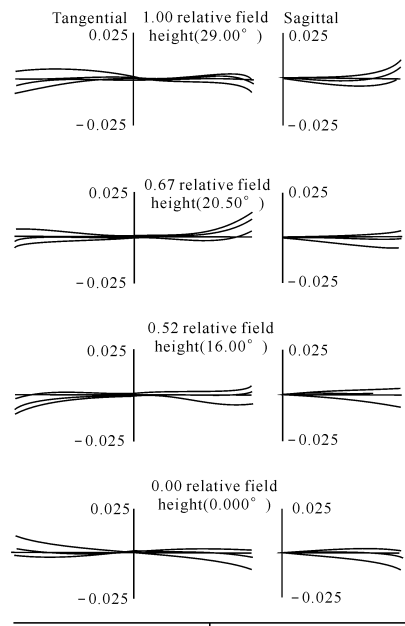 Tangential 1.00 relative field Sagittal
0.025 height(29.00° ) 0.025
-0.025 -0.025
0.67 relative field
0.025 height(20.50° ) 0.025
-0.025 -0.025
0.52 relative field
0.025 height(16.00° ) 0.025
-0.025 -0.025
0.00 relative field
0.025 height(0.000° ) 0.025
-0.025 -0.025